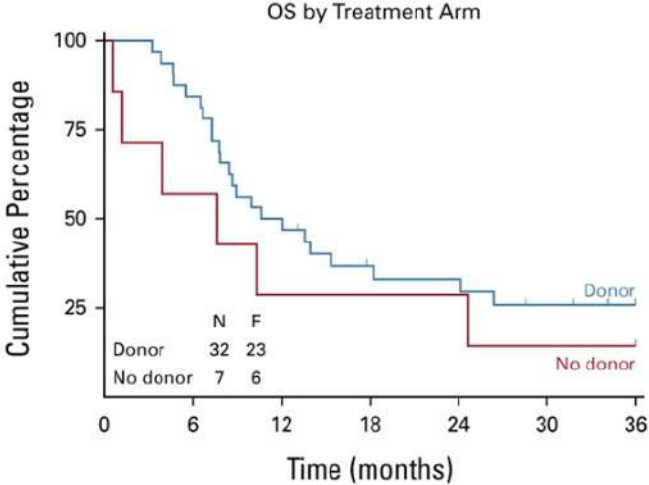 OS by Treatment Arm
Cumulative Percentage
100
75
50
25
Donor
No donor
N F
Donor 32 23
No donor 7 6
0 6 12 18 24 30 36
Time (months)